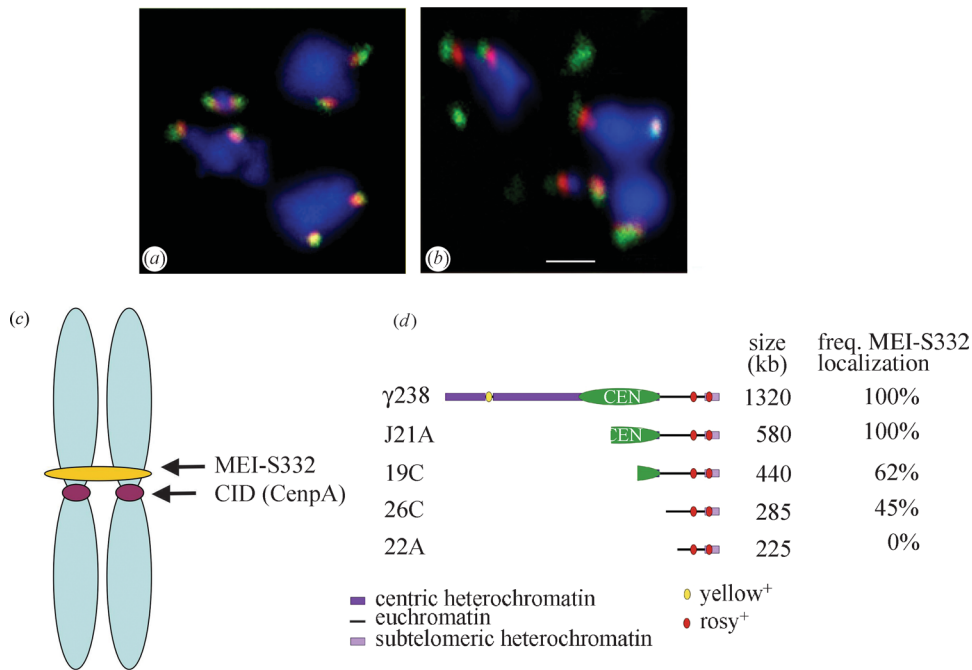 (a)
(b)
(c)
MEI-S332
CID (CenpA)
(d)
size
(kb)
freq. MEI-S332
localization
γ238 CEN 1320 100%
J21A CEN 580 100%
19C 440 62%
26C 285 45%
22A 225 0%
centric heterochromatin
euchromatin
subtelomeric heterochromatin
yellow+
rosy+